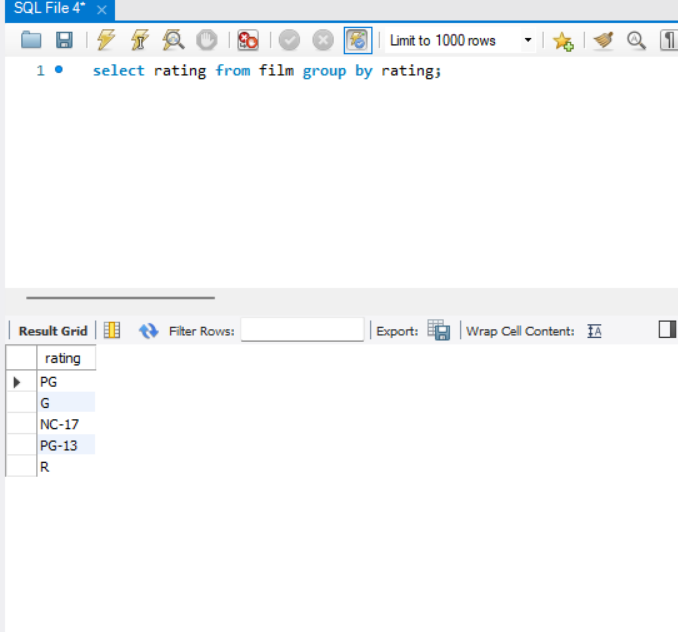 SQL File 4* ×
Limit to 1000 rows
1 select rating from film group by rating;
Result Grid Filter Rows: Export: Wrap Cell Content:
rating
PG
G
NC-17
PG-13
R